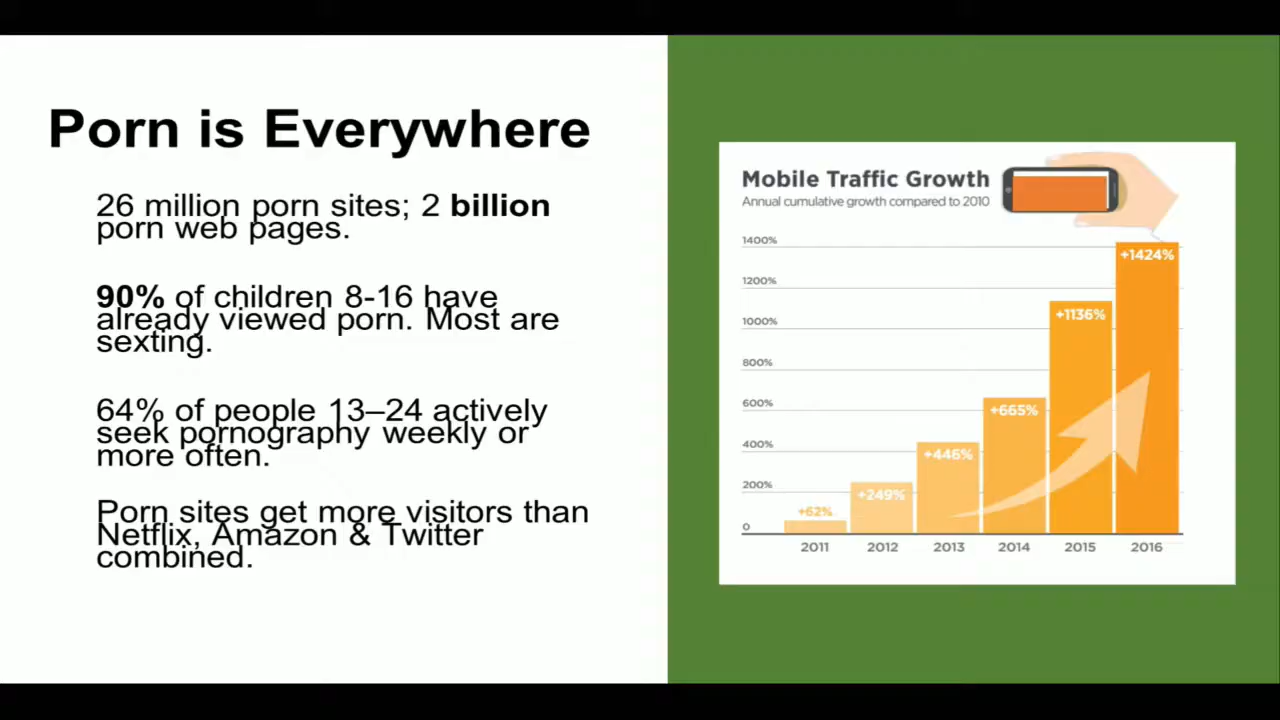 Porn is Everywhere
26 million porn sites; 2 billion
porn web pages.
90% of children 8-16 have
already viewed porn. Most are
sexting.
64% of people 13–24 actively
seek pornography weekly or
more often.
Porn sites get more visitors than
Netflix, Amazon & Twitter
combined.
Mobile Traffic Growth
Annual cumulative growth compared to 2010
1400%
1200%
1000%
800%
600%
400%
200%
0
+62%
+249%
+446%
+665%
+1136%
+1424%
2011 2012 2013 2014 2015 2016